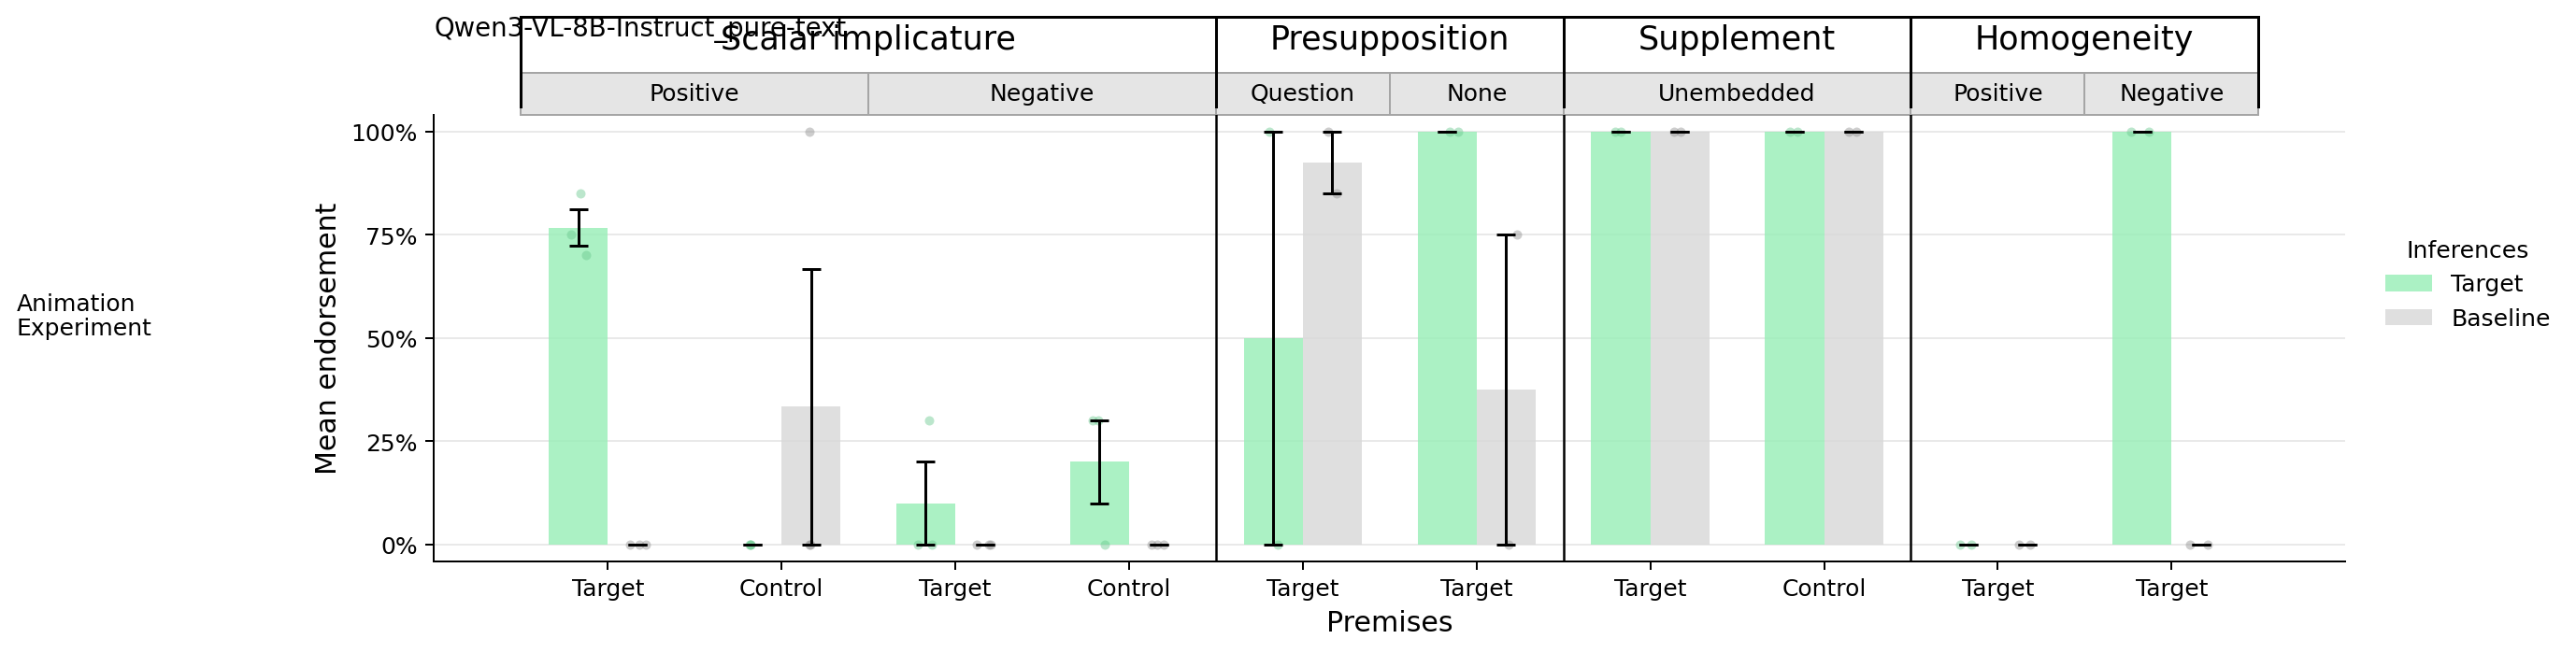 Qwen3-VL-8B-Instruct_pure-text
Scalar implicature Presupposition Supplement Homogeneity
Positive Negative Question None Unembedded Positive Negative
100%
75%
50%
25%
0%
Mean endorsement
Animation
Experiment
Inferences
Target
Baseline
Target Control Target Control Target Target Target Control Target Target
Premises